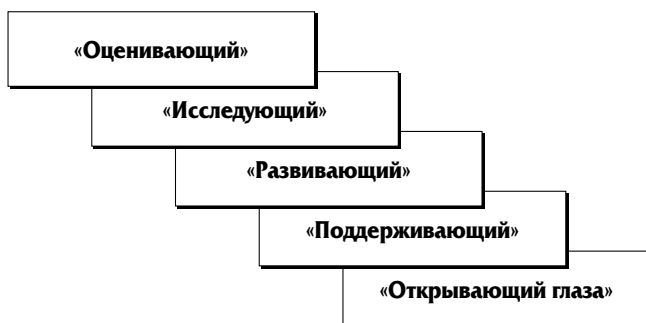 «Оценивающий»
«Исследующий»
«Развивающий»
«Поддерживающий»
«Открывающий глаза»